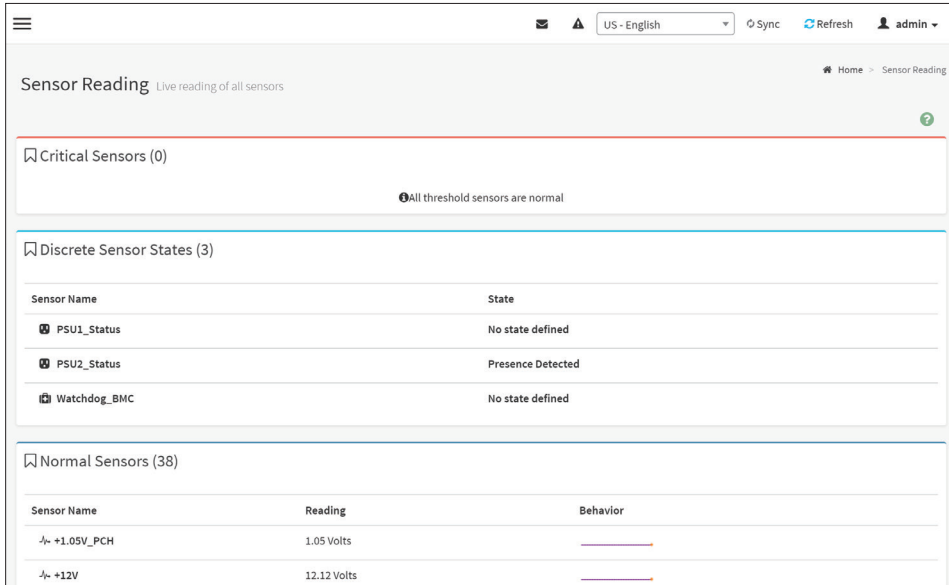 US - English
Sync
Refresh
admin
Sensor Reading Live reading of all sensors
Home > Sensor Reading
?
Critical Sensors (0)
All threshold sensors are normal
Discrete Sensor States (3)
Sensor Name State
PSU1_Status No state defined
PSU2_Status Presence Detected
Watchdog_BMC No state defined
Normal Sensors (38)
Sensor Name Reading Behavior
+1.05V_PCH 1.05 Volts
+12V 12.12 Volts